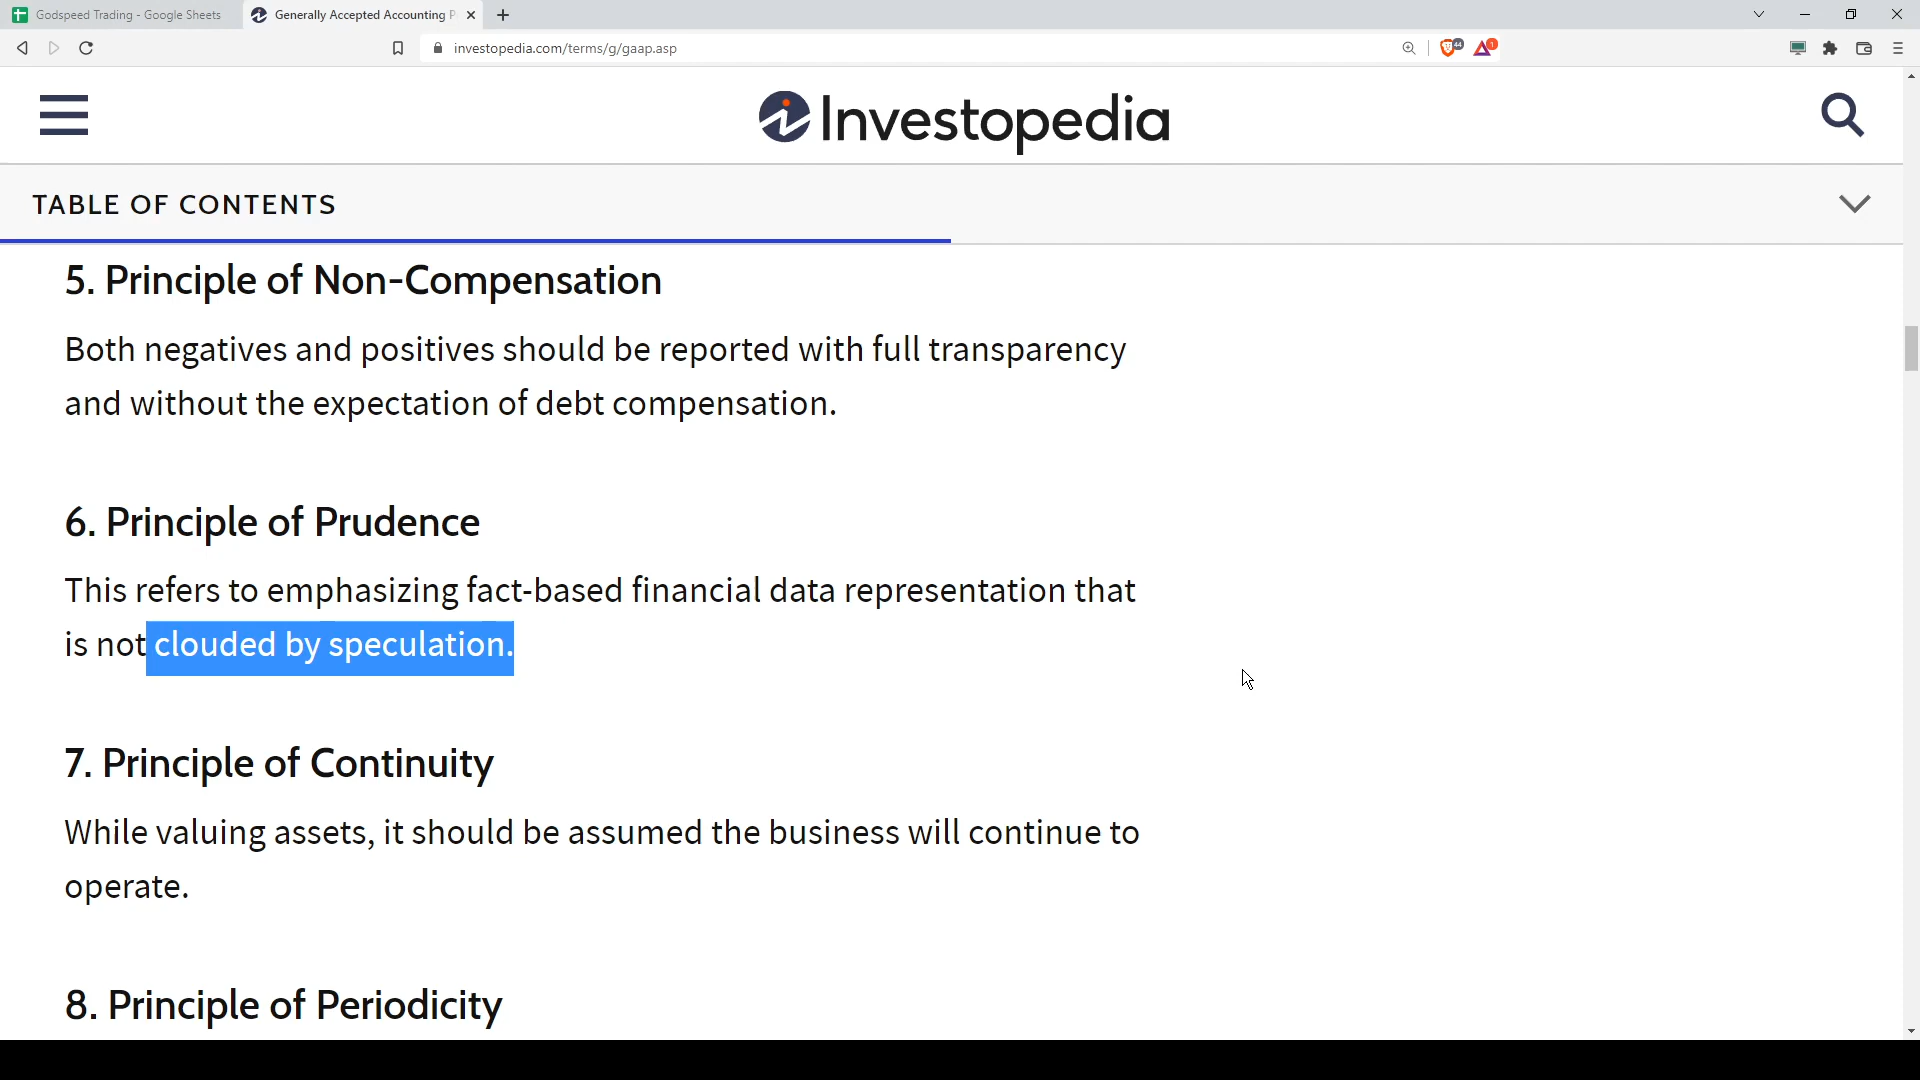 Godspeed Trading - Google Sheets
Generally Accepted Accounting P
investopedia.com/terms/g/gaap.asp
44
1
Investopedia
TABLE OF CONTENTS
5. Principle of Non-Compensation
Both negatives and positives should be reported with full transparency
and without the expectation of debt compensation.
6. Principle of Prudence
This refers to emphasizing fact-based financial data representation that
is not clouded by speculation.
7. Principle of Continuity
While valuing assets, it should be assumed the business will continue to
operate.
8. Principle of Periodicity